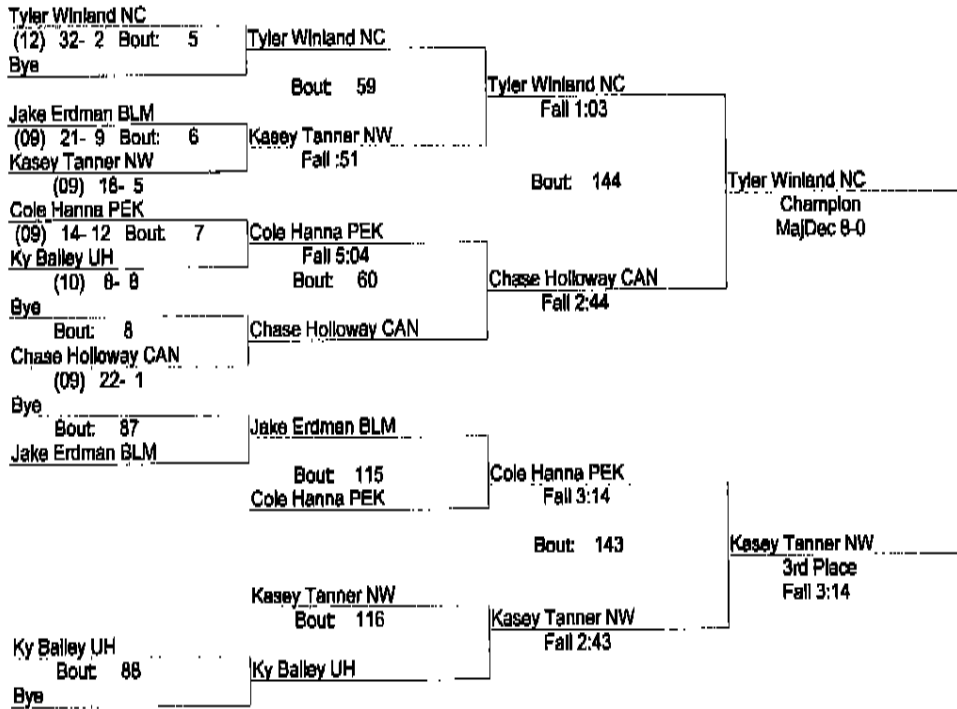 Tyler Winland NC
(12) 32- 2 Bout: 5
Bye
Tyler Winland NC
Bout: 59
Jake Erdman BLM
(09) 21- 9 Bout: 6
Kasey Tanner NW
(09) 16- 5
Kasey Tanner NW
Fall :51
Tyler Winland NC
Fall 1:03
Bout: 144
Cole Hanna PEK
(09) 14- 12 Bout: 7
Ky Bailey UH
(10) 8- 8
Cole Hanna PEK
Fall 5:04
Bout: 60
Bye
Bout: 8
Chase Holloway CAN
(09) 22- 1
Chase Holloway CAN
Chase Holloway CAN
Fall 2:44
Tyler Winland NC
Champion
MajDec 8-0
Bye
Bout: 87
Jake Erdman BLM
Jake Erdman BLM
Bout: 115
Cole Hanna PEK
Cole Hanna PEK
Fall 3:14
Bout: 143
Kasey Tanner NW
Bout: 116
Ky Bailey UH
Bout: 88
Bye
Ky Bailey UH
Kasey Tanner NW
Fall 2:43
Kasey Tanner NW
3rd Place
Fall 3:14